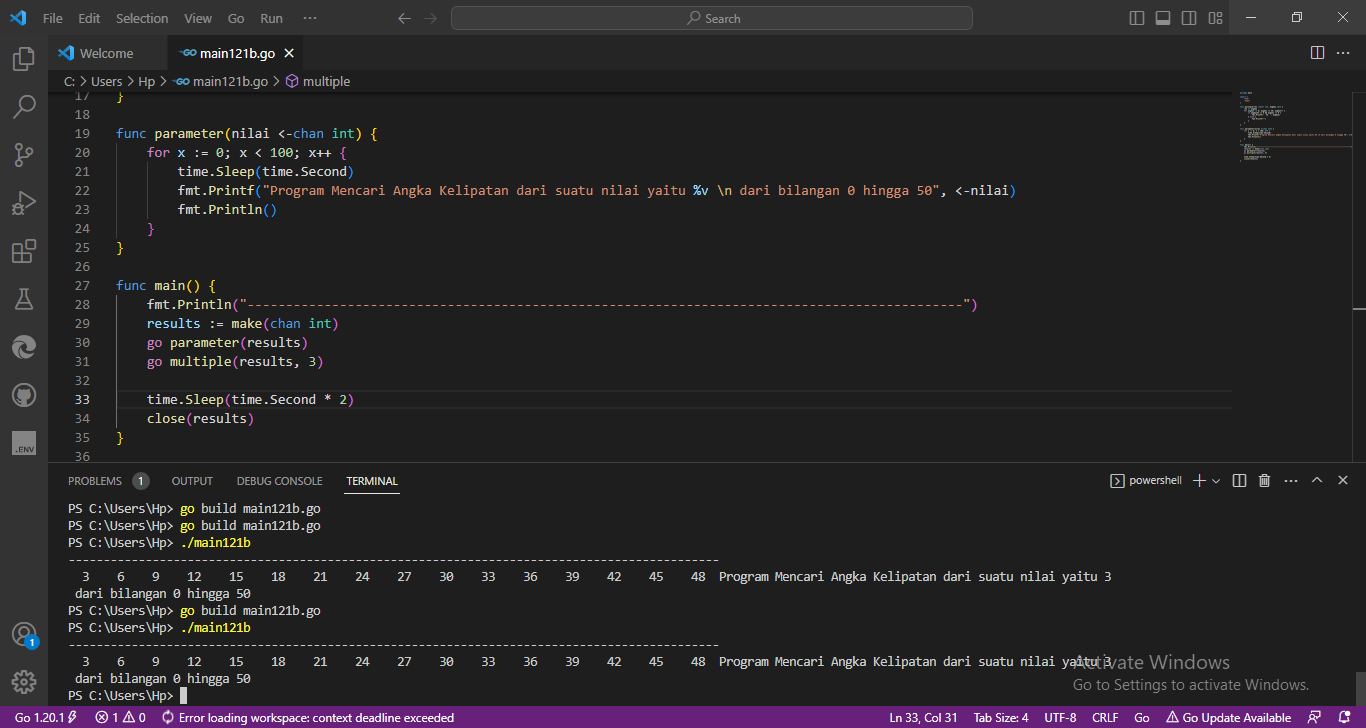 File Edit Selection View Go Run ··· Search
Welcome main121b.go
C: > Users > Hp > main121b.go > multiple
17 }
18
19 func parameter(nilai <-chan int) {
20 for x := 0; x < 100; x++ {
21 time.Sleep(time.Second)
22 fmt.Printf("Program Mencari Angka Kelipatan dari suatu nilai yaitu %v \n dari bilangan 0 hingga 50", <-nilai)
23 fmt.Println()
24 }
25 }
26
27 func main() {
28 fmt.Println("---------------------------------------------------------------------------------------------")
29 results := make(chan int)
30 go parameter(results)
31 go multiple(results, 3)
32
33 time.Sleep(time.Second * 2)
34 close(results)
35 }
36
PROBLEMS 1 OUTPUT DEBUG CONSOLE TERMINAL powershell
PS C:\Users\Hp> go build main121b.go
PS C:\Users\Hp> go build main121b.go
PS C:\Users\Hp> ./main121b
---------------------------------------------------------------------------------------------
3 6 9 12 15 18 21 24 27 30 33 36 39 42 45 48 Program Mencari Angka Kelipatan dari suatu nilai yaitu 3
dari bilangan 0 hingga 50
PS C:\Users\Hp> go build main121b.go
PS C:\Users\Hp> ./main121b
---------------------------------------------------------------------------------------------
3 6 9 12 15 18 21 24 27 30 33 36 39 42 45 48 Program Mencari Angka Kelipatan dari suatu nilai yaitu 3
dari bilangan 0 hingga 50
PS C:\Users\Hp>
Activate Windows
Go to Settings to activate Windows.
.ENV
1
Go 1.20.1 1 0 Error loading workspace: context deadline exceeded Ln 33, Col 31 Tab Size: 4 UTF-8 CRLF Go Go Update Available